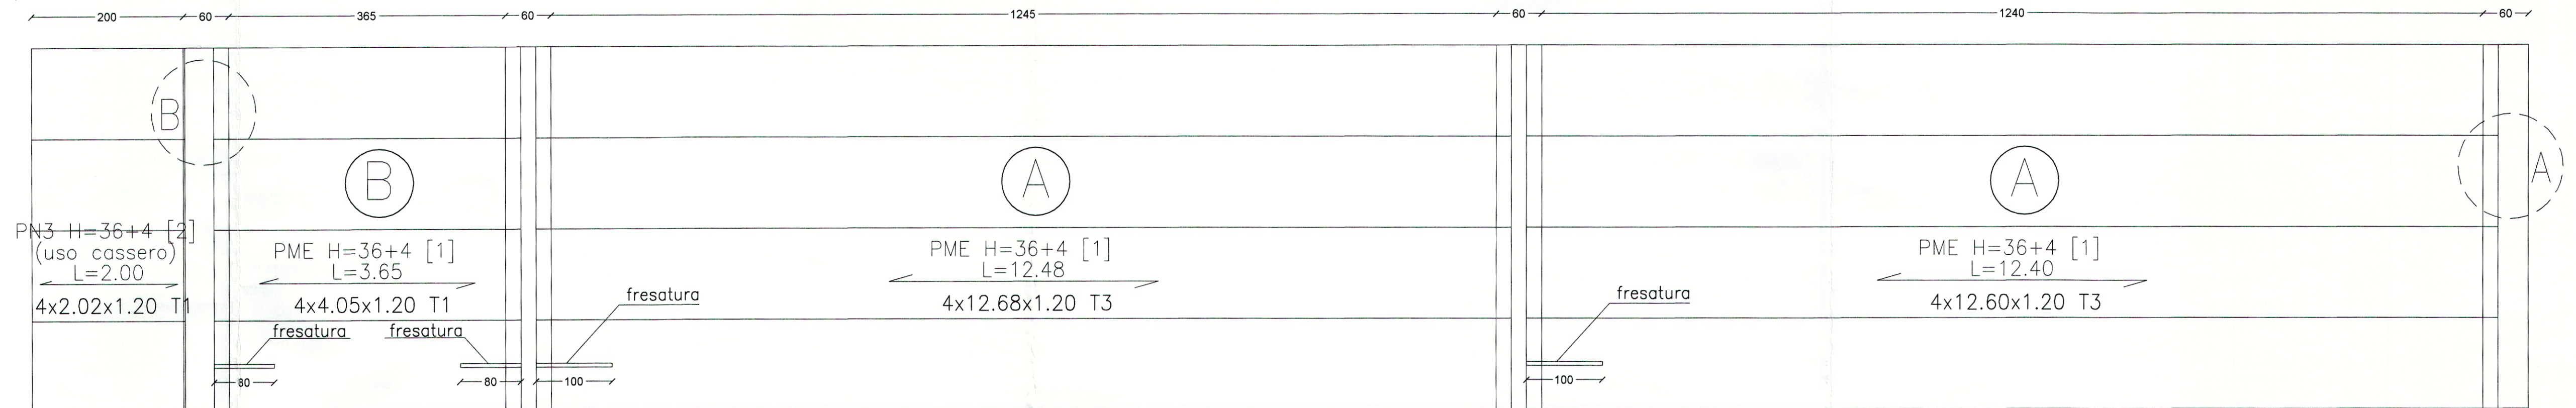 200 60 365 60 1245 60 1240 60
B
B
A
A
A
PN3 H=36+4 [2]
(uso cassero)
L=2.00
4x2.02x1.20 T1
PME H=36+4 [1]
L=3.65
4x4.05x1.20 T1
PME H=36+4 [1]
L=12.48
4x12.68x1.20 T3
PME H=36+4 [1]
L=12.40
4x12.60x1.20 T3
fresatura
fresatura
fresatura
fresatura
80
80
100
100